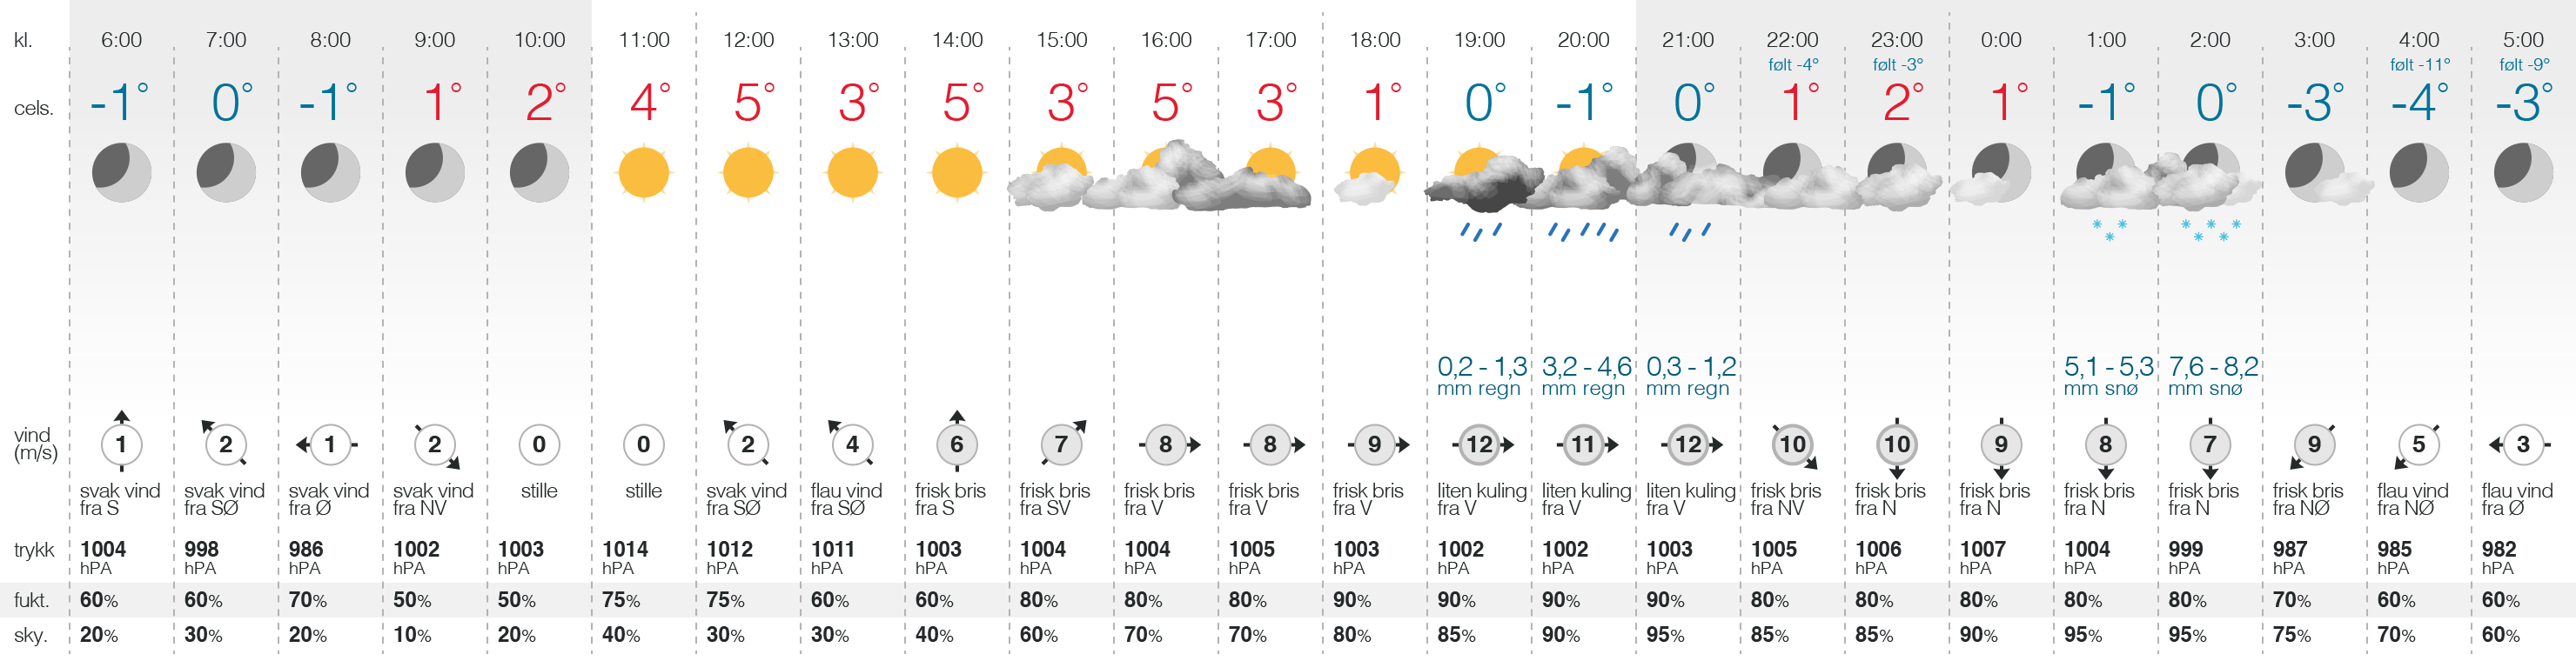 kl. 6:00 7:00 8:00 9:00 10:00 11:00 12:00 13:00 14:00 15:00 16:00 17:00 18:00 19:00 20:00 21:00 22:00 23:00 0:00 1:00 2:00 3:00 4:00 5:00
følt -4° følt -3° følt -11° følt -9°
cels. -1° 0° -1° 1° 2° 4° 5° 3° 5° 3° 5° 3° 1° 0° -1° 0° 1° 2° 1° -1° 0° -3° -4° -3°
0,2 - 1,3 3,2 - 4,6 0,3 - 1,2 5,1 - 5,3 7,6 - 8,2
mm regn mm regn mm regn mm snø mm snø
vind 1 2 1 2 0 0 2 4 6 7 8 8 9 12 11 12 10 10 9 8 7 9 5 3
(m/s)
svak vind svak vind svak vind svak vind stille stille svak vind flau vind frisk bris frisk bris frisk bris frisk bris frisk bris liten kuling liten kuling liten kuling frisk bris frisk bris frisk bris frisk bris frisk bris frisk bris flau vind flau vind
fra S fra SØ fra Ø fra NV fra SØ fra SØ fra S fra SV fra V fra V fra V fra V fra V fra V fra NV fra N fra N fra N fra N fra NØ fra NØ fra Ø
trykk 1004 998 986 1002 1003 1014 1012 1011 1003 1004 1004 1005 1003 1002 1002 1003 1005 1006 1007 1004 999 987 985 982
hPA hPA hPA hPA hPA hPA hPA hPA hPA hPA hPA hPA hPA hPA hPA hPA hPA hPA hPA hPA hPA hPA hPA hPA
fukt. 60% 60% 70% 50% 50% 75% 75% 60% 60% 80% 80% 80% 90% 90% 90% 90% 80% 80% 80% 80% 80% 70% 60% 60%
sky. 20% 30% 20% 10% 20% 40% 30% 30% 40% 60% 70% 70% 80% 85% 90% 95% 85% 85% 90% 95% 95% 75% 70% 60%